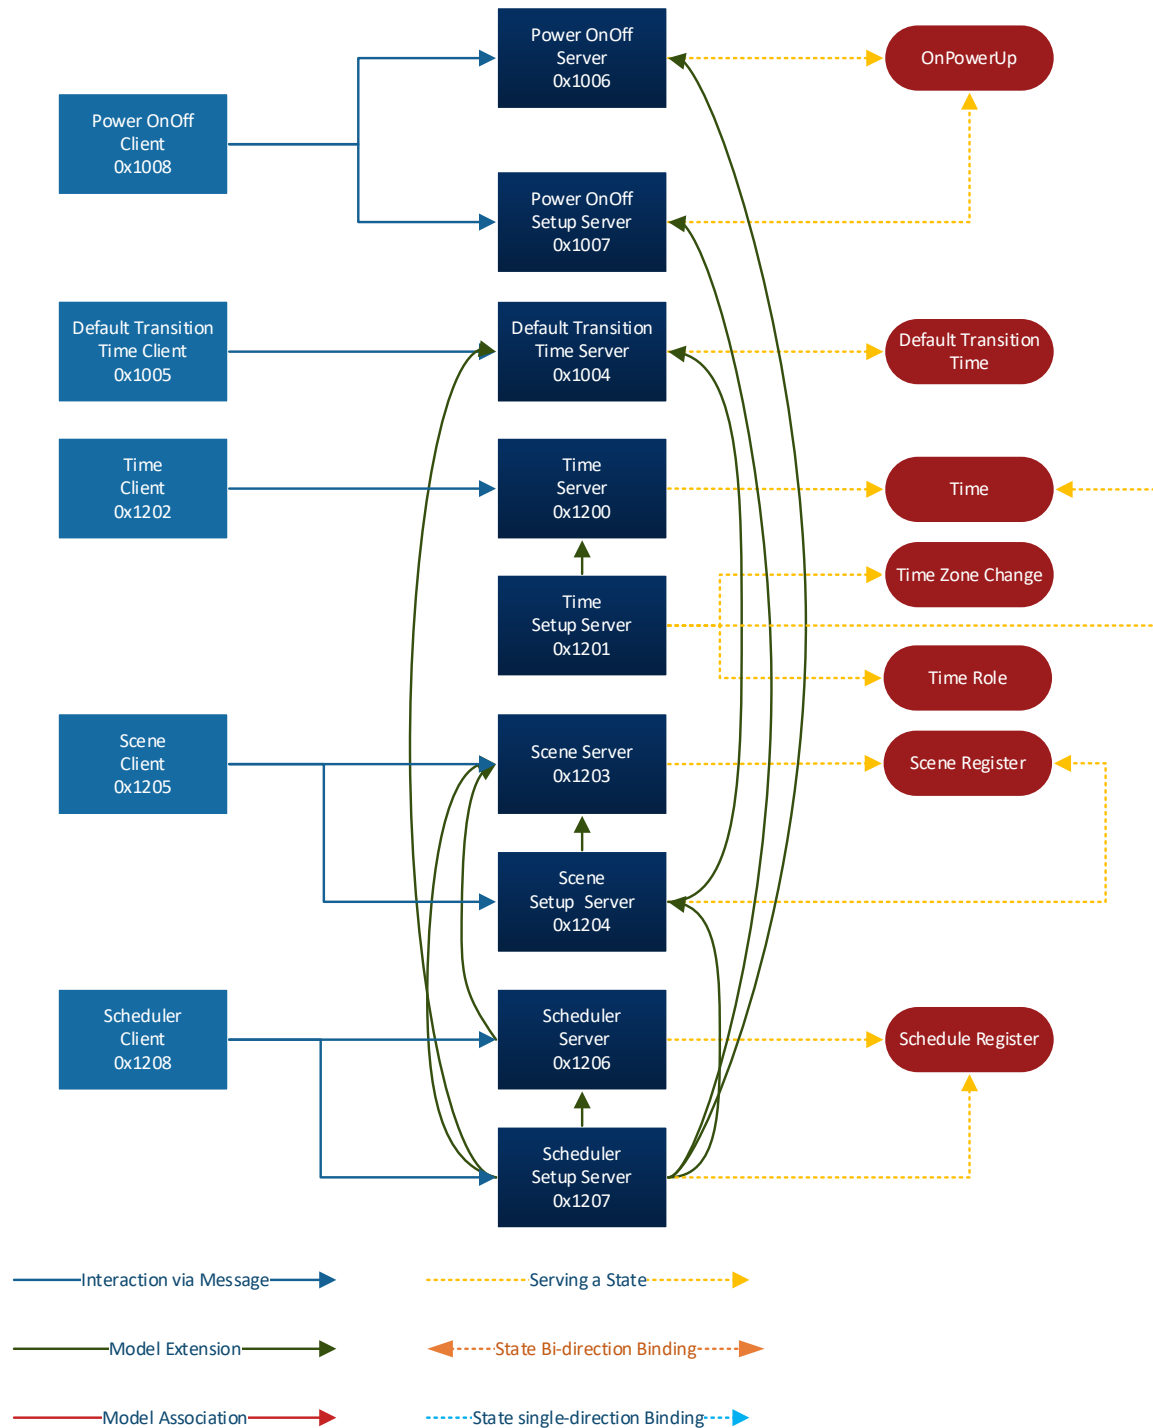 Power OnOff
Server
0x1006
OnPowerUp
Power OnOff
Client
0x1008
Power OnOff
Setup Server
0x1007
Default Transition
Time Client
0x1005
Default Transition
Time Server
0x1004
Default Transition
Time
Time
Client
0x1202
Time
Server
0x1200
Time
Time Zone Change
Time
Setup Server
0x1201
Time Role
Scene
Client
0x1205
Scene Server
0x1203
Scene Register
Scene
Setup Server
0x1204
Scheduler
Client
0x1208
Scheduler
Server
0x1206
Schedule Register
Scheduler
Setup Server
0x1207
Interaction via Message
Serving a State
Model Extension
State Bi-direction Binding
Model Association
State single-direction Binding